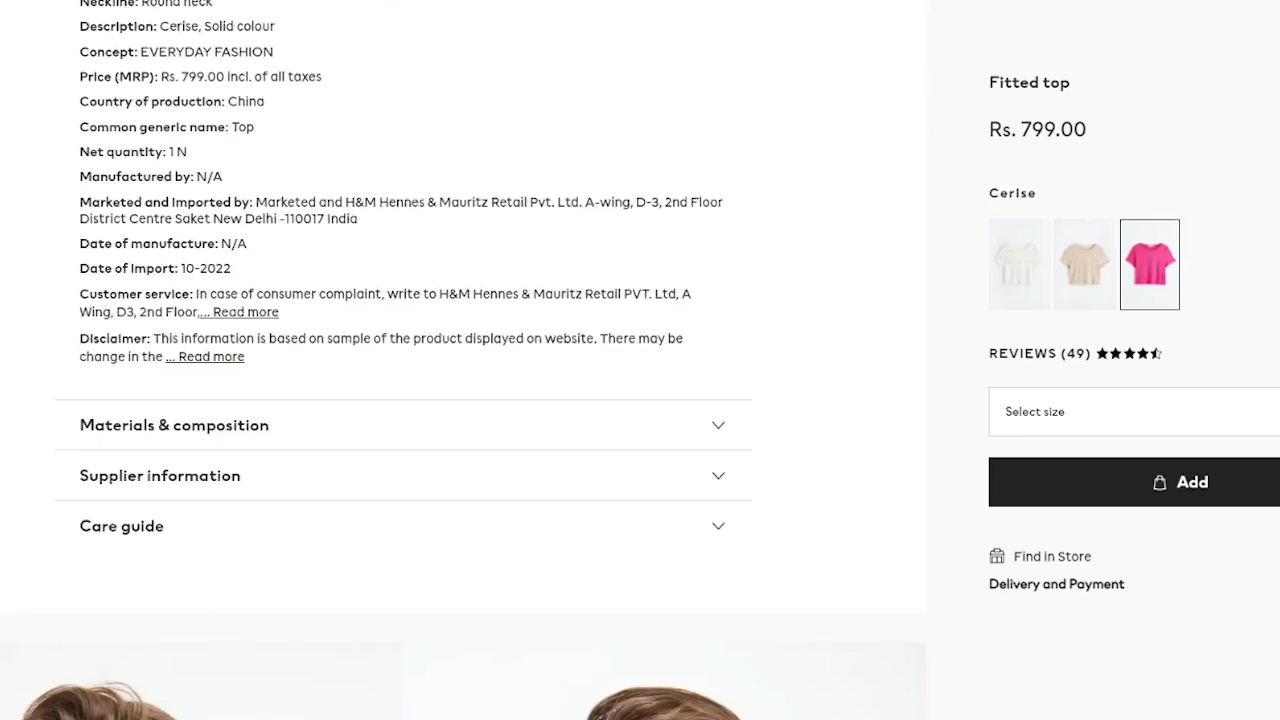 Neckline: Round neck
Description: Cerise, Solid colour
Concept: EVERYDAY FASHION
Price (MRP): Rs. 799.00 incl. of all taxes
Country of production: China
Common generic name: Top
Net quantity: 1 N
Manufactured by: N/A
Marketed and Imported by: Marketed and H&M Hennes & Mauritz Retail Pvt. Ltd. A-wing, D-3, 2nd Floor
District Centre Saket New Delhi -110017 India
Date of manufacture: N/A
Date of Import: 10-2022
Customer service: In case of consumer complaint, write to H&M Hennes & Mauritz Retail PVT. Ltd, A
Wing, D3, 2nd Floor,... Read more
Disclaimer: This information is based on sample of the product displayed on website. There may be
change in the ... Read more
Materials & composition
Supplier information
Care guide
Fitted top
Rs. 799.00
Cerise
REVIEWS (49)
Select size
Add
Find in Store
Delivery and Payment